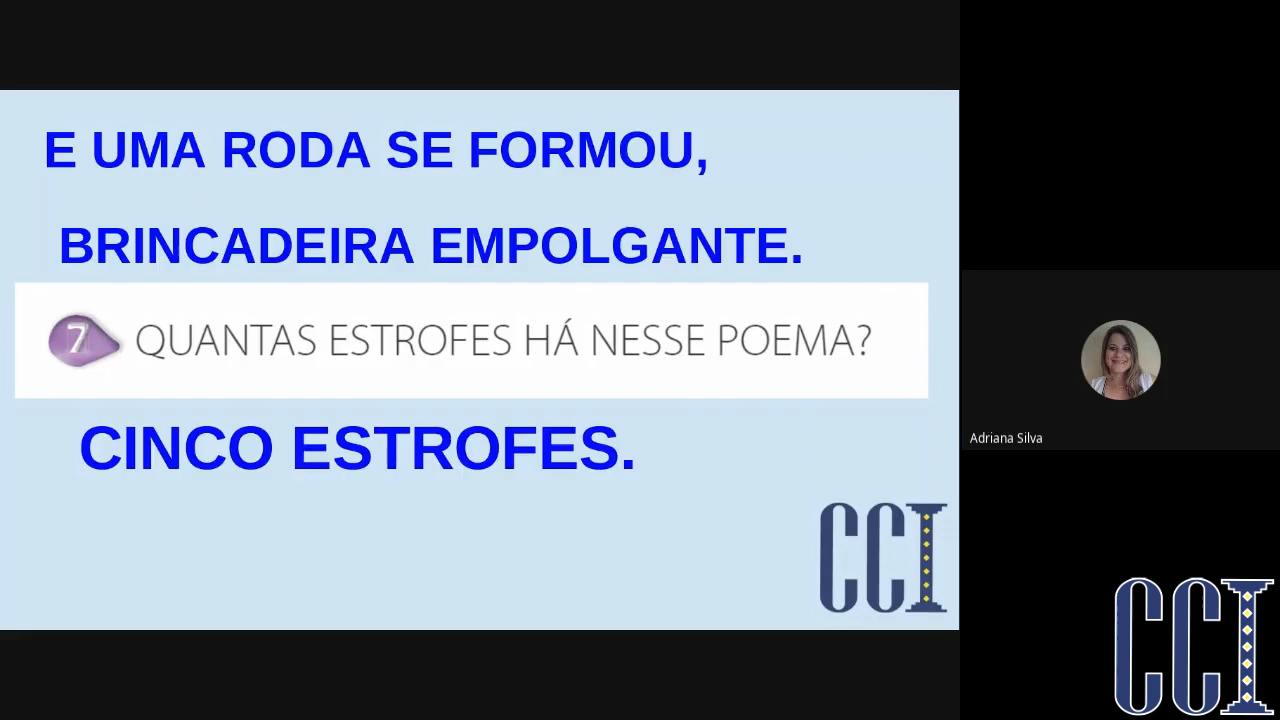 E UMA RODA SE FORMOU,
BRINCADEIRA EMPOLGANTE.
7 QUANTAS ESTROFES HÁ NESSE POEMA?
CINCO ESTROFES.
CCI
Adriana Silva
CCI